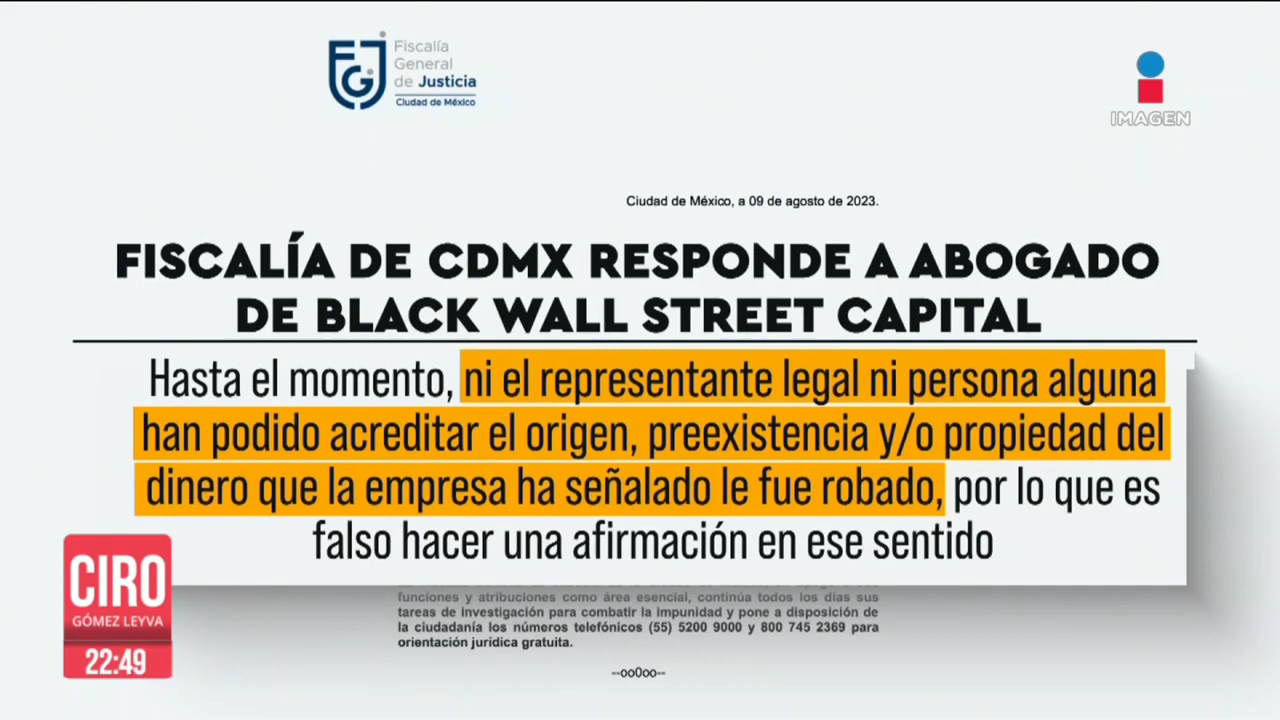 Fiscalía
General
de Justicia
Ciudad de México
IMAGEN
Ciudad de México, a 09 de agosto de 2023.
FISCALÍA DE CDMX RESPONDE A ABOGADO
DE BLACK WALL STREET CAPITAL
Hasta el momento, ni el representante legal ni persona alguna
han podido acreditar el origen, preexistencia y/o propiedad del
dinero que la empresa ha señalado le fue robado, por lo que es
falso hacer una afirmación en ese sentido
funciones y atribuciones como área esencial, continúa todos los días sus
tareas de investigación para combatir la impunidad y pone a disposición de
la ciudadanía los números telefónicos (55) 5200 9000 y 800 745 2369 para
orientación jurídica gratuita.
--oo0oo--
CIRO
GÓMEZ LEYVA
22:49